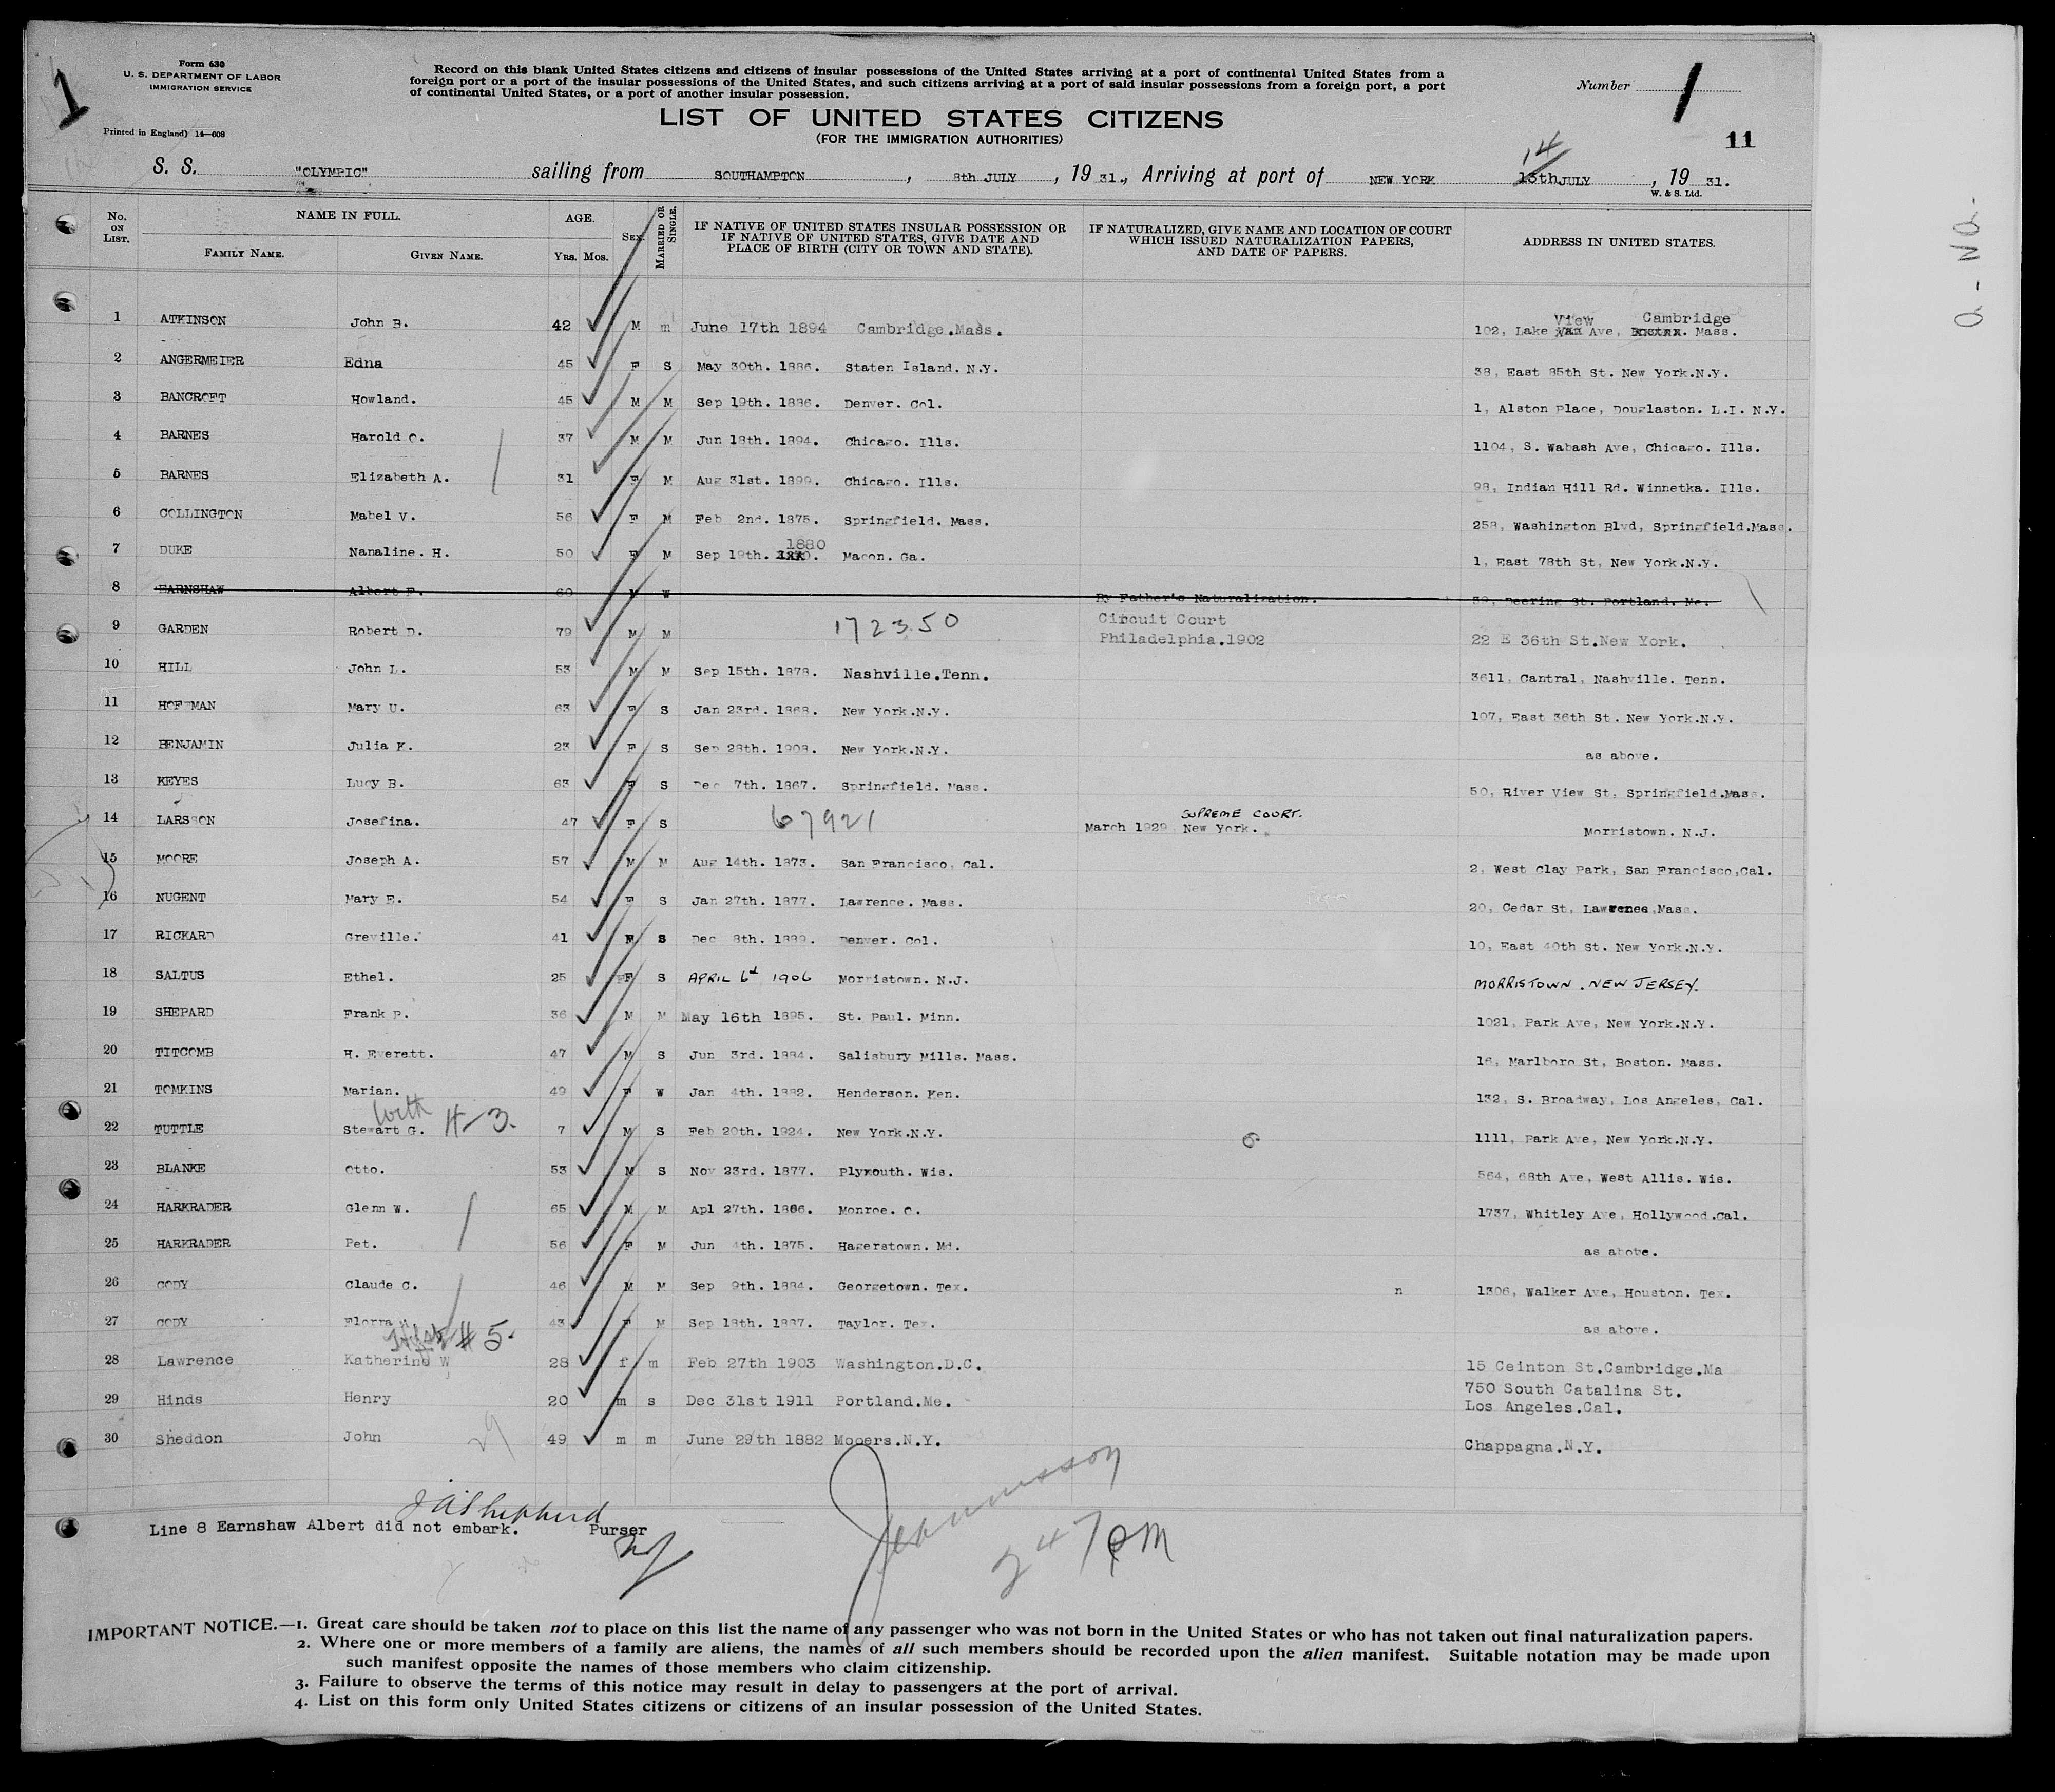 Form 630
U. S. DEPARTMENT OF LABOR
IMMIGRATION SERVICE
Printed in England) 14—608
1
Record on this blank United States citizens and citizens of insular possessions of the United States arriving at a port of continental United States from a
foreign port or a port of the insular possessions of the United States, and such citizens arriving at a port of said insular possessions from a foreign port, a port
of continental United States, or a port of another insular possession.
Number 1
LIST OF UNITED STATES CITIZENS
(FOR THE IMMIGRATION AUTHORITIES)
11
S. S. "OLYMPIC" sailing from SOUTHAMPTON, 8th JULY, 19 31., Arriving at port of NEW YORK 14 13th JULY, 19 31.
W. & S. Ltd.
No. ON LIST. NAME IN FULL. FAMILY NAME. GIVEN NAME. AGE. YRS. MOS. SEX. MARRIED OR SINGLE. IF NATIVE OF UNITED STATES INSULAR POSSESSION OR IF NATIVE OF UNITED STATES, GIVE DATE AND PLACE OF BIRTH (CITY OR TOWN AND STATE). IF NATURALIZED, GIVE NAME AND LOCATION OF COURT WHICH ISSUED NATURALIZATION PAPERS, AND DATE OF PAPERS. ADDRESS IN UNITED STATES.
View Cambridge
1 ATKINSON John B. 42 M m June 17th 1894 Cambridge.Mass. 102, Lake Ave, Mass.
2 ANGERMEIER Edna 45 F S May 30th. 1886. Staten Island. N.Y. 38, East 85th St. New York.N.Y.
3 BANCROFT Howland. 45 M M Sep 19th. 1886. Denver. Col. 1, Alston Place, Douglaston. L.I. N.Y.
4 BARNES Harold C. 37 M M Jun 18th. 1894. Chicago. Ills. 1104, S. Wabash Ave, Chicago. Ills.
5 BARNES Elizabeth A. 31 F M Aug 31st. 1899. Chicago. Ills. 98, Indian Hill Rd. Winnetka. Ills.
6 COLLINGTON Mabel V. 56 F M Feb 2nd. 1875. Springfield. Mass. 258, Washington Blvd, Springfield.Mass.
7 DUKE Nanaline. H. 50 F M Sep 19th. 1880 Macon. Ga. 1, East 78th St, New York.N.Y.
8 EARNSHAW Albert F. 60 M W By Father's Naturalization. 39, Deering St. Portland. Me.
9 GARDEN Robert D. 79 M M 172350 Circuit Court Philadelphia.1902 22 E 36th St.New York.
10 HILL John L. 53 M M Sep 15th. 1878. Nashville.Tenn. 3611, Cantral, Nashville. Tenn.
11 HOFFMAN Mary U. 63 F S Jan 23rd. 1868. New York.N.Y. 107, East 36th St. New York.N.Y.
12 BENJAMIN Julia K. 23 F S Sep 28th. 1908. New York.N.Y. as above.
13 KEYES Lucy B. 63 F S Dec 7th. 1867. Springfield. Mass. 50, River View St, Springfield.Mass.
14 LARSSON Josefina. 47 F S 67921 SUPREME COURT. March 1929 New York. Morristown. N.J.
15 MOORE Joseph A. 57 M M Aug 14th. 1873. San Francisco, Cal. 2, West Clay Park, San Francisco,Cal.
16 NUGENT Mary E. 54 F S Jan 27th. 1877. Lawrence. Mass. 20, Cedar St, Lawrence,Mass.
17 RICKARD Greville. 41 S Dec 8th. 1889. Denver. Col. 10, East 40th St. New York.N.Y.
18 SALTUS Ethel. 25 F S APRIL 6th 1906 Morristown. N.J. MORRISTOWN. NEW JERSEY.
19 SHEPARD Frank P. 36 M M May 16th 1895. St. Paul. Minn. 1021, Park Ave, New York.N.Y.
20 TITCOMB H. Everett. 47 M S Jun 3rd. 1884. Salisbury Mills. Mass. 16, Marlboro St, Boston. Mass.
21 TOMKINS Marian. 49 F W Jan 4th. 1882. Henderson. Ken. 132, S. Broadway, Los Angeles, Cal.
22 TUTTLE Stewart G. with #-3. 7 M S Feb 20th. 1924. New York.N.Y. 1111, Park Ave, New York.N.Y.
23 BLANKE Otto. 53 M S Nov 23rd. 1877. Plymouth. Wis. 564, 68th Ave, West Allis. Wis.
24 HARKRADER Glenn W. 65 M M Apl 27th. 1866. Monroe. O. 1737, Whitley Ave, Hollywood.Cal.
25 HARKRADER Pet. 56 F M Jun 4th. 1875. Hagerstown. Md. as above.
26 CODY Claude C. 46 M M Sep 9th. 1884. Georgetown. Tex. n 1306, Walker Ave, Houston. Tex.
27 CODY Florra 43 F M Sep 18th. 1887. Taylor. Tex. as above.
# 5.
28 Lawrence Katherine W 28 f m Feb 27th 1903 Washington.D.C. 15 Ceinton St.Cambridge.Ma
29 Hinds Henry 20 m s Dec 31st 1911 Portland.Me. 750 South Catalina St. Los Angeles.Cal.
30 Sheddon John 49 m m June 29th 1882 Mooers.N.Y. Chappagna.N.Y.
29
Line 8 Earnshaw Albert did not embark. Purser
247 PM
IMPORTANT NOTICE.—1. Great care should be taken not to place on this list the name of any passenger who was not born in the United States or who has not taken out final naturalization papers.
2. Where one or more members of a family are aliens, the names of all such members should be recorded upon the alien manifest. Suitable notation may be made upon
such manifest opposite the names of those members who claim citizenship.
3. Failure to observe the terms of this notice may result in delay to passengers at the port of arrival.
4. List on this form only United States citizens or citizens of an insular possession of the United States.